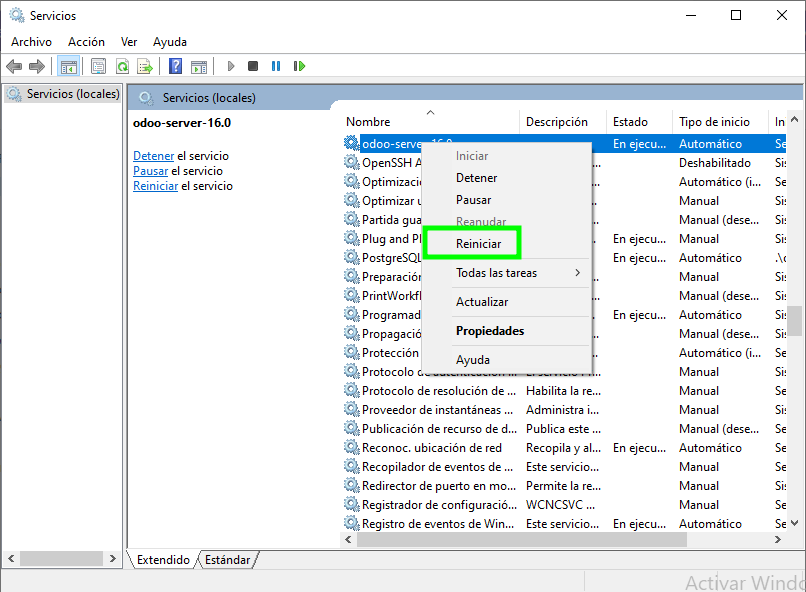 Servicios
Archivo Acción Ver Ayuda
Servicios (locales)
Servicios (locales)
odoo-server-16.0
Detener el servicio
Pausar el servicio
Reiniciar el servicio
Nombre Descripción Estado Tipo de inicio In
odoo-server-16.0 En ejecu... Automático Se
OpenSSH A ... Deshabilitado Sis
Optimizació ... Automático (i... Se
Optimizar u ... Manual Sis
Partida gua ... Manual (dese... Sis
Plug and Pl ... En ejecu... Manual Sis
PostgreSQL En ejecu... Automático .\
Preparación ... Manual Sis
PrintWorkfl ... Manual (dese... Sis
Programad ... En ejecu... Automático Sis
Propagació ... Manual (dese... Sis
Protección ... Automático (i... Sis
Protocolo de autenticación ... El servicio P... Manual Sis
Protocolo de resolución de ... Habilita la re... Manual Se
Proveedor de instantáneas ... Administra i... Manual Sis
Publicación de recurso de d... Publica este ... Manual (dese... Se
Reconoc. ubicación de red Recopila y al... En ejecu... Automático Se
Recopilador de eventos de ... Este servicio... Manual Se
Redirector de puerto en mo... Permite la re... Manual Sis
Registrador de configuració... WCNCSVC ... Manual Se
Registro de eventos de Win... Este servicio... En ejecu... Automático Se
Iniciar
Detener
Pausar
Reanudar
Reiniciar
Todas las tareas
Actualizar
Propiedades
Ayuda
Extendido Estándar
Activar Windo